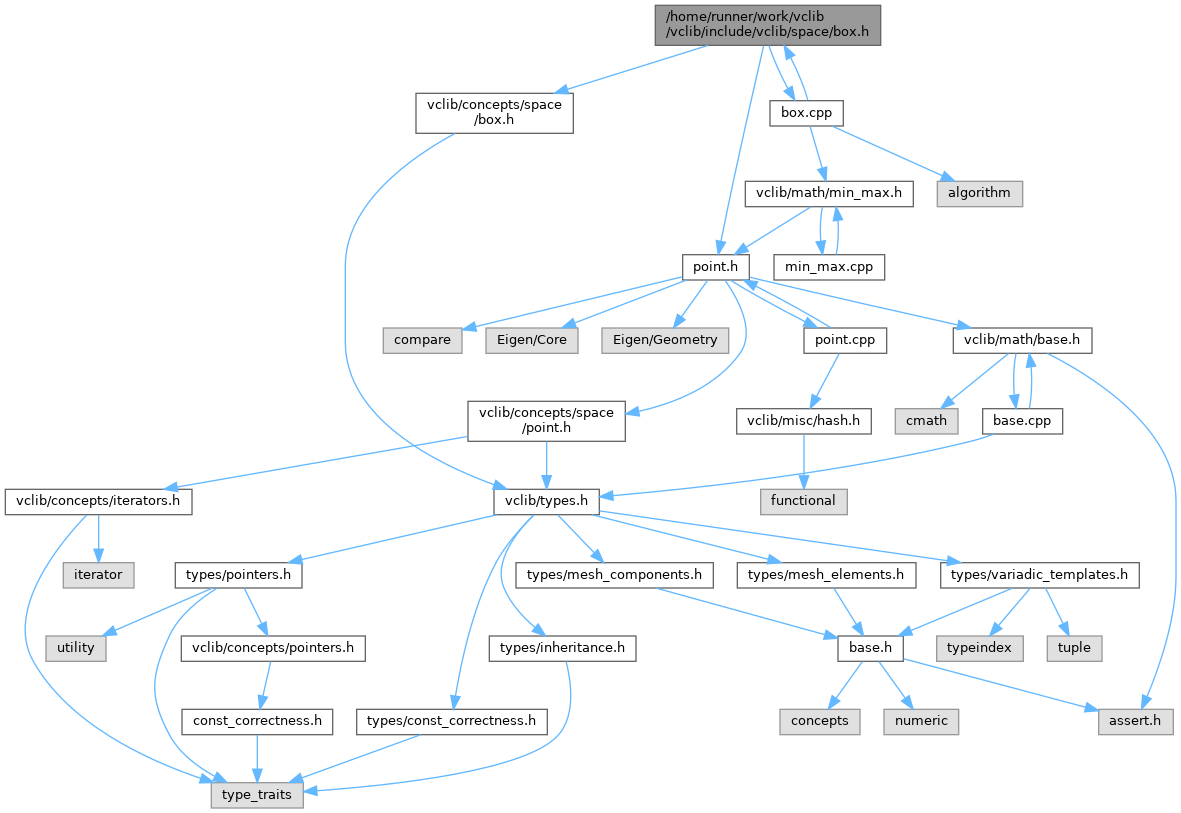 /home/runner/work/vclib
/vclib/include/vclib/space/box.h
vclib/concepts/space
/box.h
box.cpp
vclib/math/min_max.h
algorithm
point.h
min_max.cpp
compare
Eigen/Core
Eigen/Geometry
point.cpp
vclib/math/base.h
vclib/concepts/space
/point.h
vclib/misc/hash.h
cmath
base.cpp
vclib/concepts/iterators.h
vclib/types.h
functional
iterator
types/pointers.h
types/mesh_components.h
types/mesh_elements.h
types/variadic_templates.h
utility
vclib/concepts/pointers.h
types/inheritance.h
base.h
typeindex
tuple
const_correctness.h
types/const_correctness.h
concepts
numeric
assert.h
type_traits